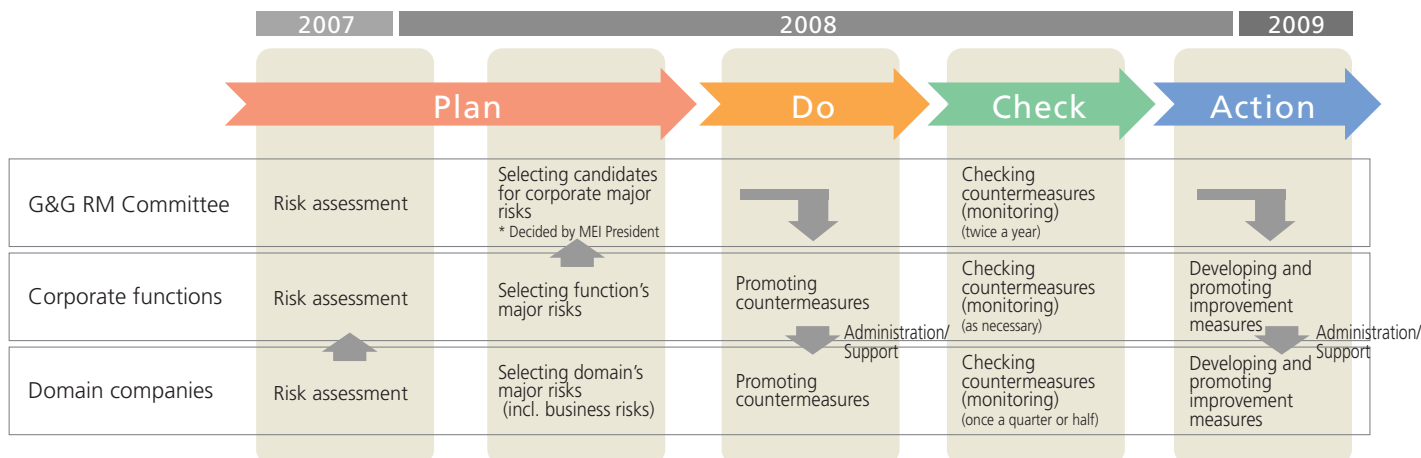 2007
2008
2009
Plan
Do
Check
Action
G&G RM Committee
Risk assessment
Selecting candidates
for corporate major
risks
* Decided by MEI President
Checking
countermeasures
(monitoring)
(twice a year)
Corporate functions
Risk assessment
Selecting function’s
major risks
Promoting
countermeasures
Checking
countermeasures
(monitoring)
(as necessary)
Developing and
promoting
improvement
measures
Administration/
Support
Administration/
Support
Domain companies
Risk assessment
Selecting domain’s
major risks
(incl. business risks)
Promoting
countermeasures
Checking
countermeasures
(monitoring)
(once a quarter or half)
Developing and
promoting
improvement
measures